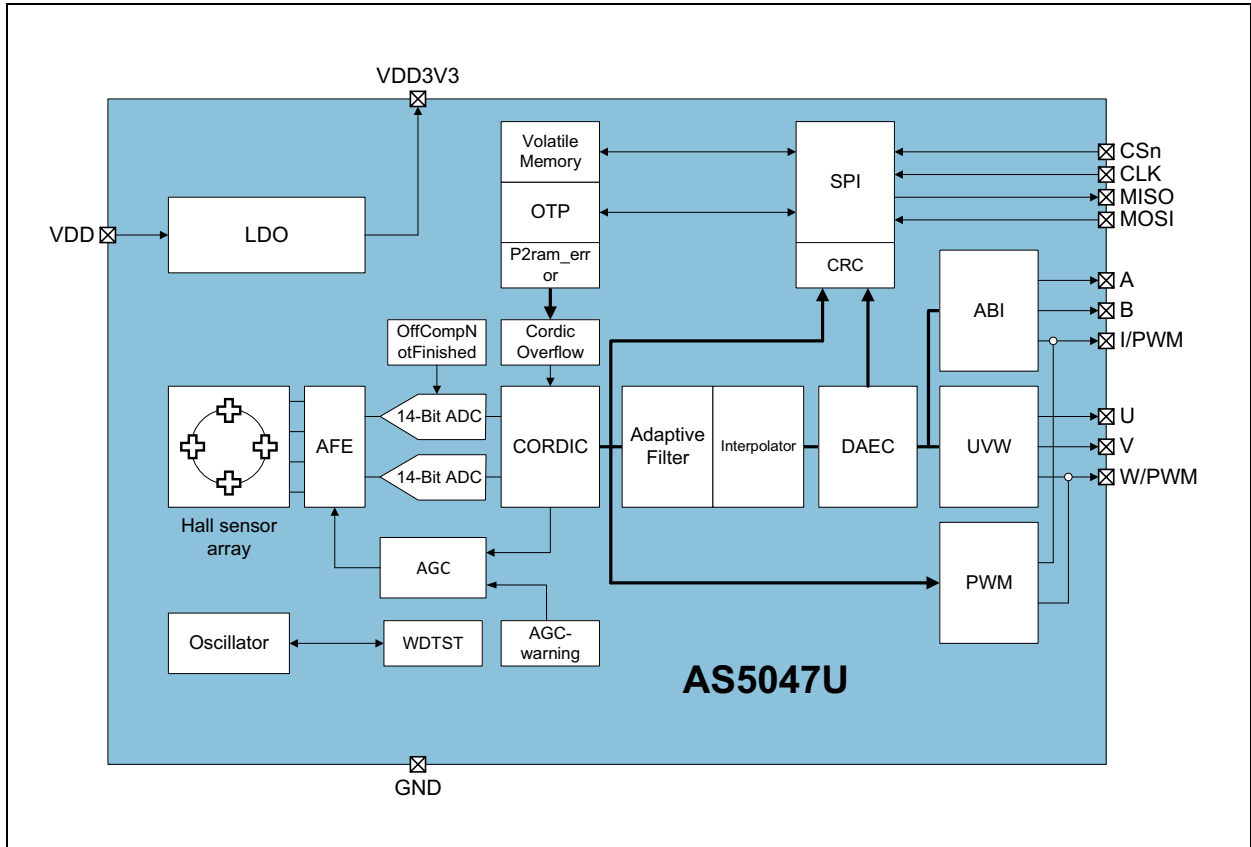 VDD3V3
VDD
LDO
Volatile
Memory
OTP
P2ram_err
or
SPI
CRC
CSn
CLK
MISO
MOSI
ABI
A
B
I/PWM
OffCompN
otFinished
Cordic
Overflow
14-Bit ADC
14-Bit ADC
AFE
CORDIC
Adaptive
Filter
Interpolator
DAEC
UVW
U
V
W/PWM
Hall sensor
array
AGC
PWM
Oscillator
WDTST
AGC-
warning
AS5047U
GND